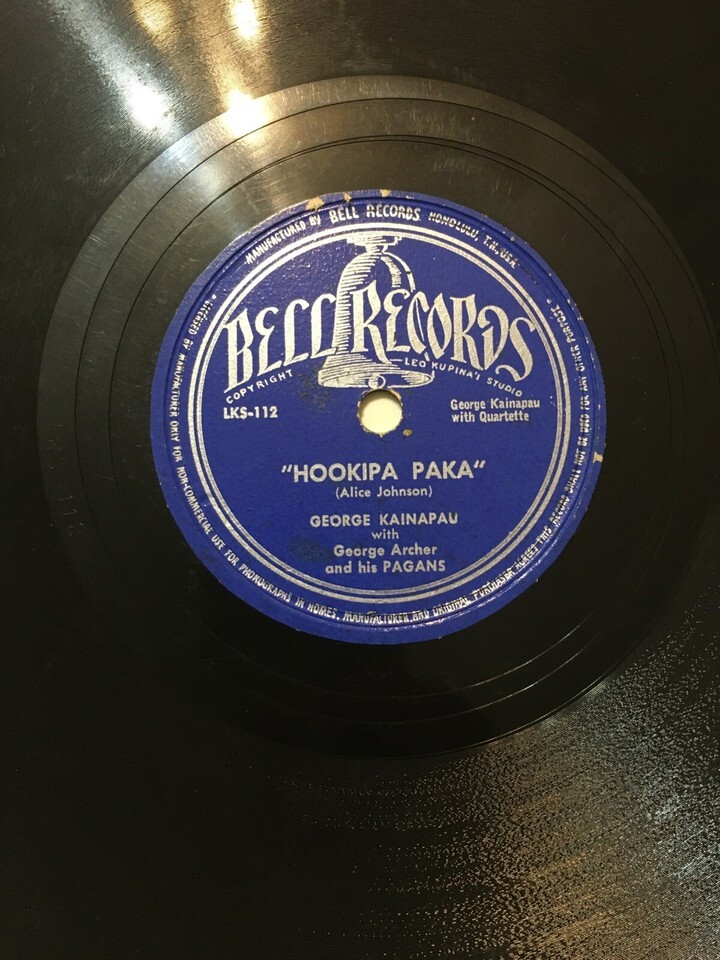 MANUFACTURED BY BELL RECORDS, HONOLULU, T.H., U.S.A.
BELL RECORDS
COPYRIGHT LEO KUPINA'I STUDIO
LKS-112
George Kainapau
with Quartette
"HOOKIPA PAKA"
(Alice Johnson)
GEORGE KAINAPAU
with
George Archer
and his PAGANS
LICENSED BY MANUFACTURER ONLY FOR NON-COMMERCIAL USE FOR PHONOGRAPHS IN HOMES. MANUFACTURER AND ORIGINAL PURCHASER AGREES THIS RECORD SHALL NOT BE USED FOR ANY OTHER PURPOSE
112